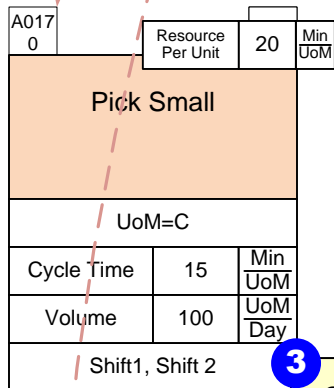 A017
0
Resource
Per Unit
20
Min
UoM
Pick Small
UoM=C
Cycle Time
15
Min
UoM
Volume
100
UoM
Day
Shift1, Shift 2
3